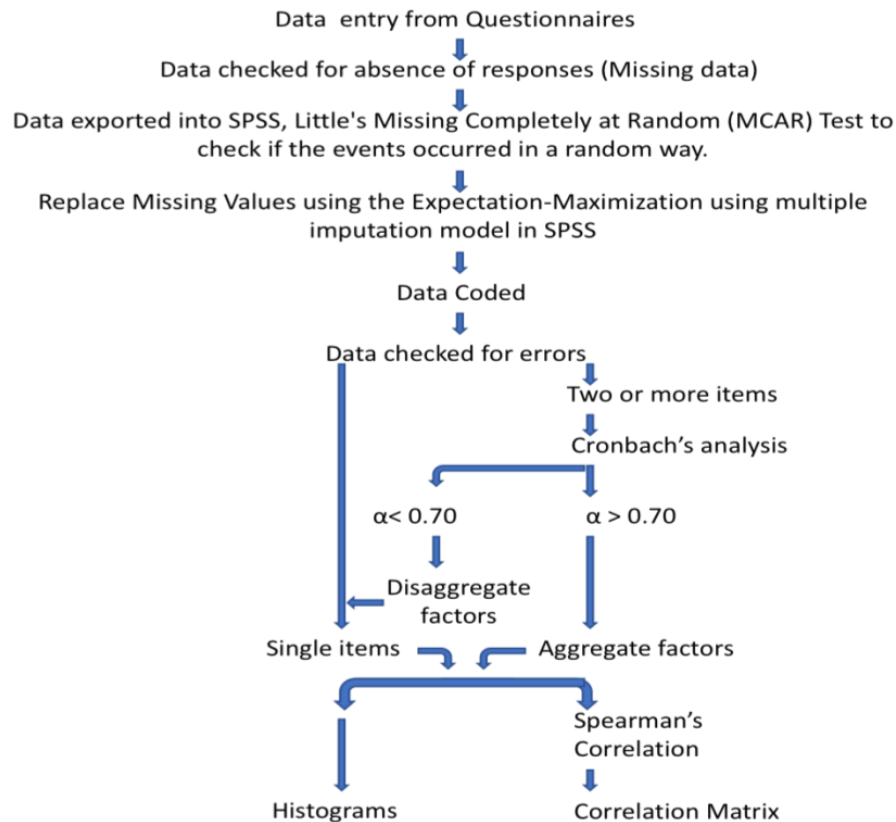 Data entry from Questionnaires
Data checked for absence of responses (Missing data)
Data exported into SPSS, Little's Missing Completely at Random (MCAR) Test to
check if the events occurred in a random way.
Replace Missing Values using the Expectation-Maximization using multiple
imputation model in SPSS
Data Coded
Data checked for errors
Two or more items
Cronbach’s analysis
α< 0.70
α > 0.70
Disaggregate
factors
Single items
Aggregate factors
Spearman’s
Correlation
Histograms
Correlation Matrix